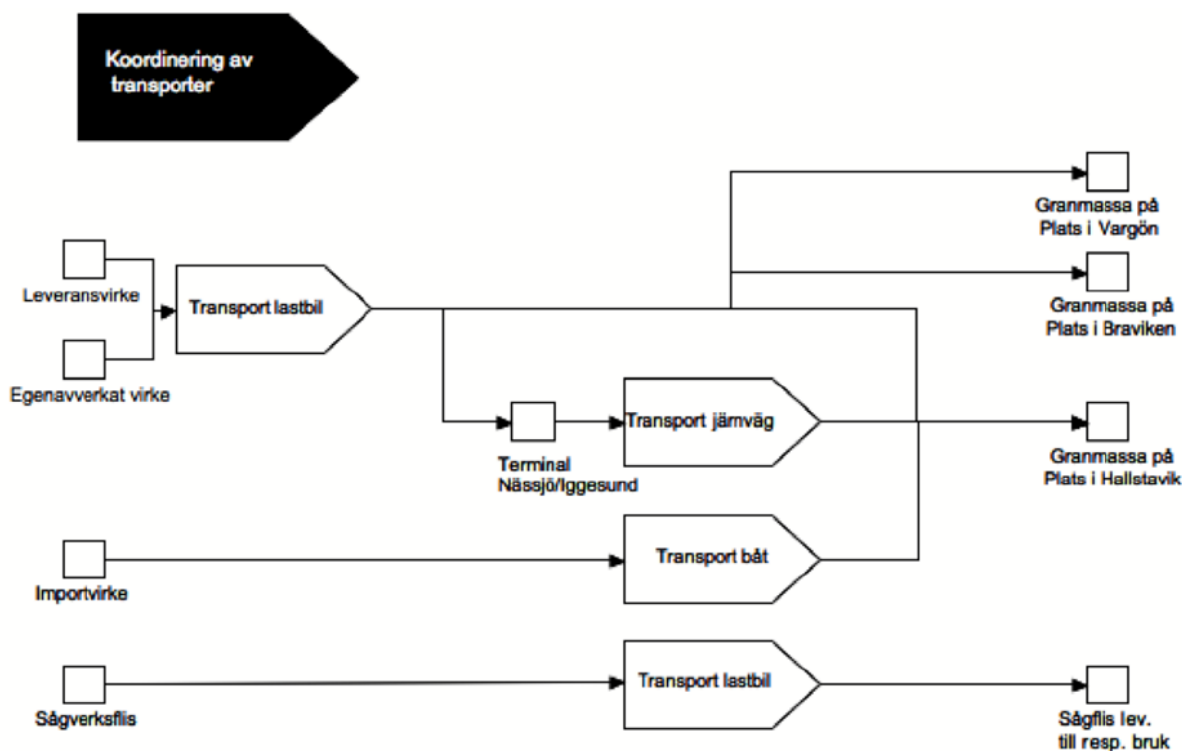 Koordinering av
transporter
Granmassa på
Plats i Vargön
Leveransvirke
Transport lastbil
Granmassa på
Plats i Braviken
Egenavverkat virke
Transport järnväg
Terminal
Nässjö/Iggesund
Granmassa på
Plats i Hallstavik
Importvirke
Transport båt
Sågverksflis
Transport lastbil
Sågflis lev.
till resp. bruk